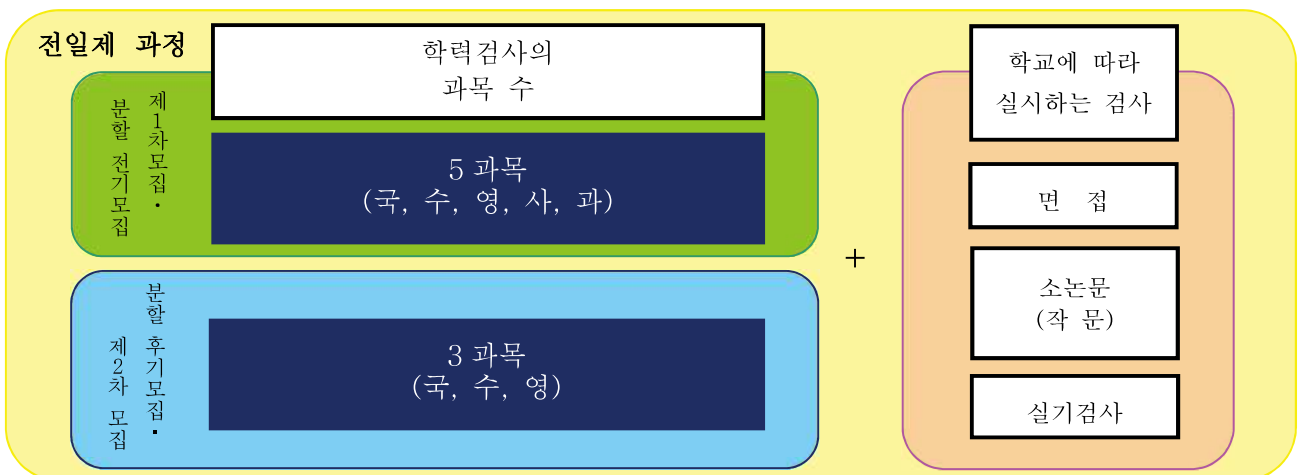 전일제 과정
학력검사의
과목 수
제1차모집・
분할 전기모집
5 과목
(국, 수, 영, 사, 과)
분할 후기모집・
제2차 모집
3 과목
(국, 수, 영)
+
학교에 따라
실시하는 검사
면 접
소논문
(작 문)
실기검사